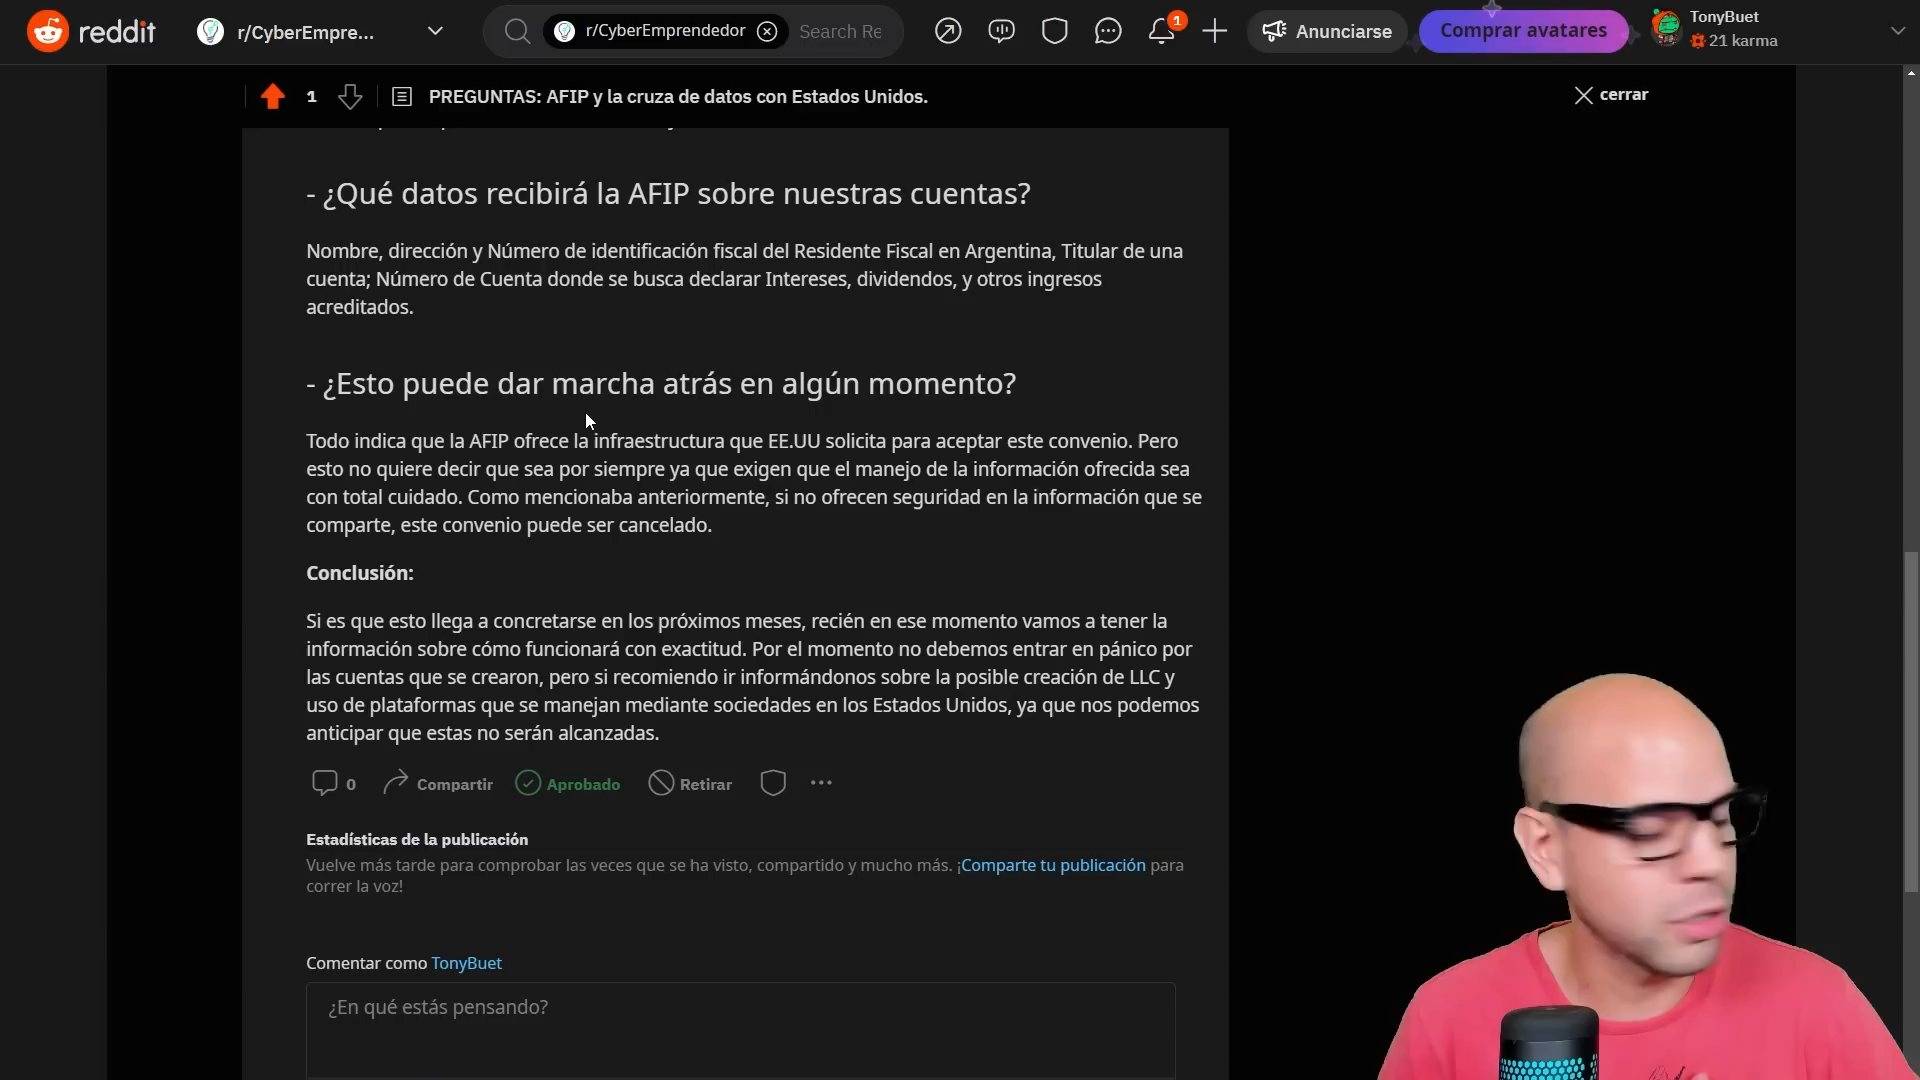 reddit
r/CyberEmpre...
r/CyberEmprendedor
Search Re
1
Anunciarse
Comprar avatares
TonyBuet
21 karma
1
PREGUNTAS: AFIP y la cruza de datos con Estados Unidos.
cerrar
- ¿Qué datos recibirá la AFIP sobre nuestras cuentas?
Nombre, dirección y Número de identificación fiscal del Residente Fiscal en Argentina, Titular de una
cuenta; Número de Cuenta donde se busca declarar Intereses, dividendos, y otros ingresos
acreditados.
- ¿Esto puede dar marcha atrás en algún momento?
Todo indica que la AFIP ofrece la infraestructura que EE.UU solicita para aceptar este convenio. Pero
esto no quiere decir que sea por siempre ya que exigen que el manejo de la información ofrecida sea
con total cuidado. Como mencionaba anteriormente, si no ofrecen seguridad en la información que se
comparte, este convenio puede ser cancelado.
Conclusión:
Si es que esto llega a concretarse en los próximos meses, recién en ese momento vamos a tener la
información sobre cómo funcionará con exactitud. Por el momento no debemos entrar en pánico por
las cuentas que se crearon, pero si recomiendo ir informándonos sobre la posible creación de LLC y
uso de plataformas que se manejan mediante sociedades en los Estados Unidos, ya que nos podemos
anticipar que estas no serán alcanzadas.
0
Compartir
Aprobado
Retirar
Estadísticas de la publicación
Vuelve más tarde para comprobar las veces que se ha visto, compartido y mucho más. ¡Comparte tu publicación para
correr la voz!
Comentar como TonyBuet
¿En qué estás pensando?